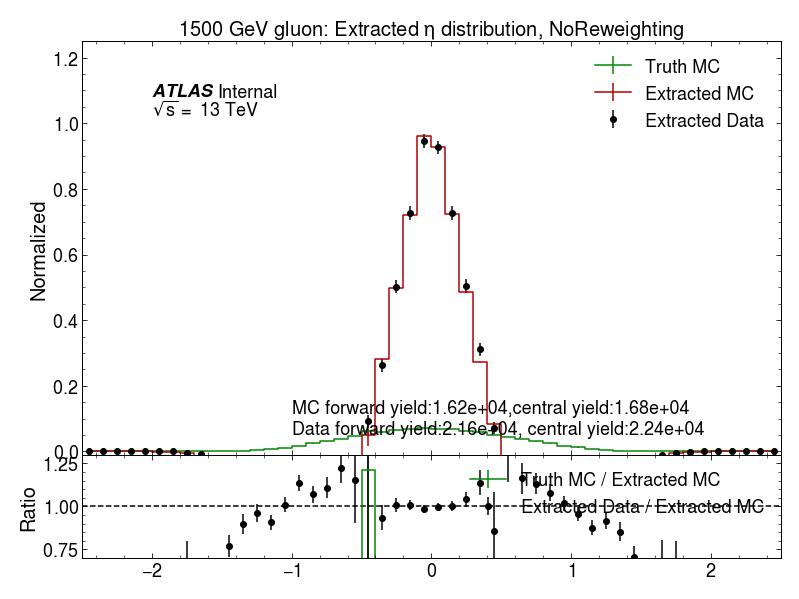 1500 GeV gluon: Extracted η distribution, NoReweighting
1.2
1.0
0.8
0.6
0.4
0.2
0.0
Normalized
ATLAS Internal
√s = 13 TeV
Truth MC
Extracted MC
Extracted Data
MC forward yield:1.62e+04,central yield:1.68e+04
Data forward yield:2.16e+04, central yield:2.24e+04
1.25
1.00
0.75
Ratio
Truth MC / Extracted MC
Extracted Data / Extracted MC
−2 −1 0 1 2